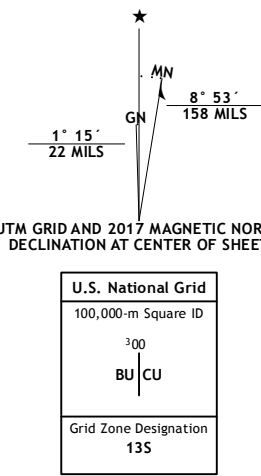 ★
MN
GN
1° 15´
22 MILS
8° 53´
158 MILS
UTM GRID AND 2017 MAGNETIC NOR
DECLINATION AT CENTER OF SHEET
U.S. National Grid
100,000-m Square ID
³00
BU CU
Grid Zone Designation
13S